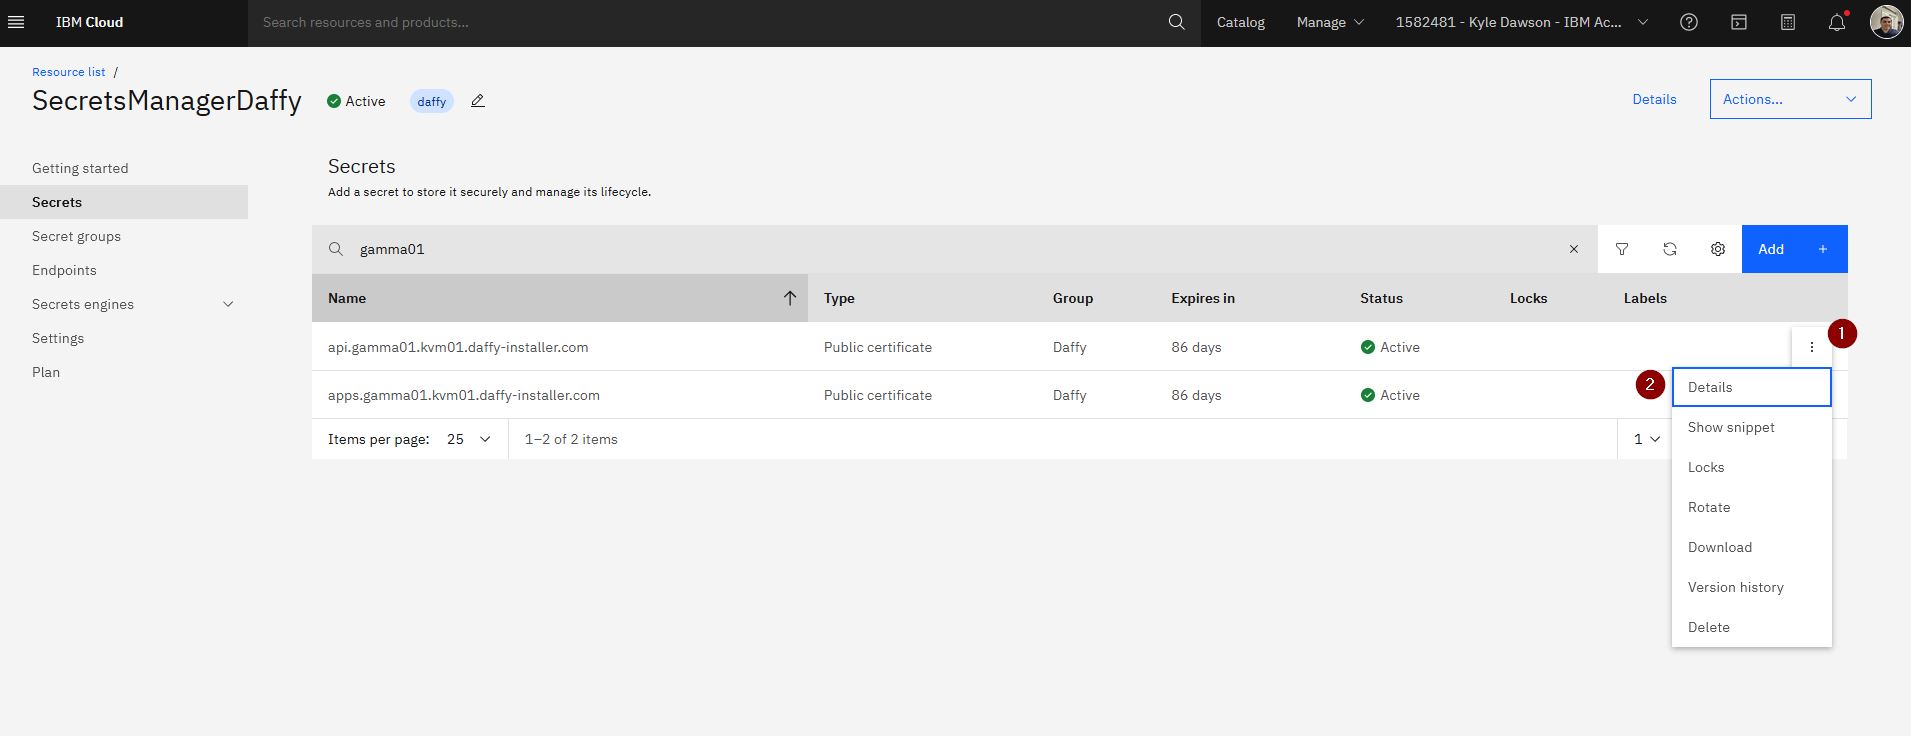 IBM Cloud Search resources and products... Catalog Manage 1582481 - Kyle Dawson - IBM Ac...
Resource list /
SecretsManagerDaffy Active daffy Details Actions...
Getting started
Secrets
Secret groups
Endpoints
Secrets engines
Settings
Plan
Secrets
Add a secret to store it securely and manage its lifecycle.
gamma01 Add +
Name Type Group Expires in Status Locks Labels
api.gamma01.kvm01.daffy-installer.com Public certificate Daffy 86 days Active 1
apps.gamma01.kvm01.daffy-installer.com Public certificate Daffy 86 days Active
Items per page: 25 1–2 of 2 items 1
2 Details
Show snippet
Locks
Rotate
Download
Version history
Delete